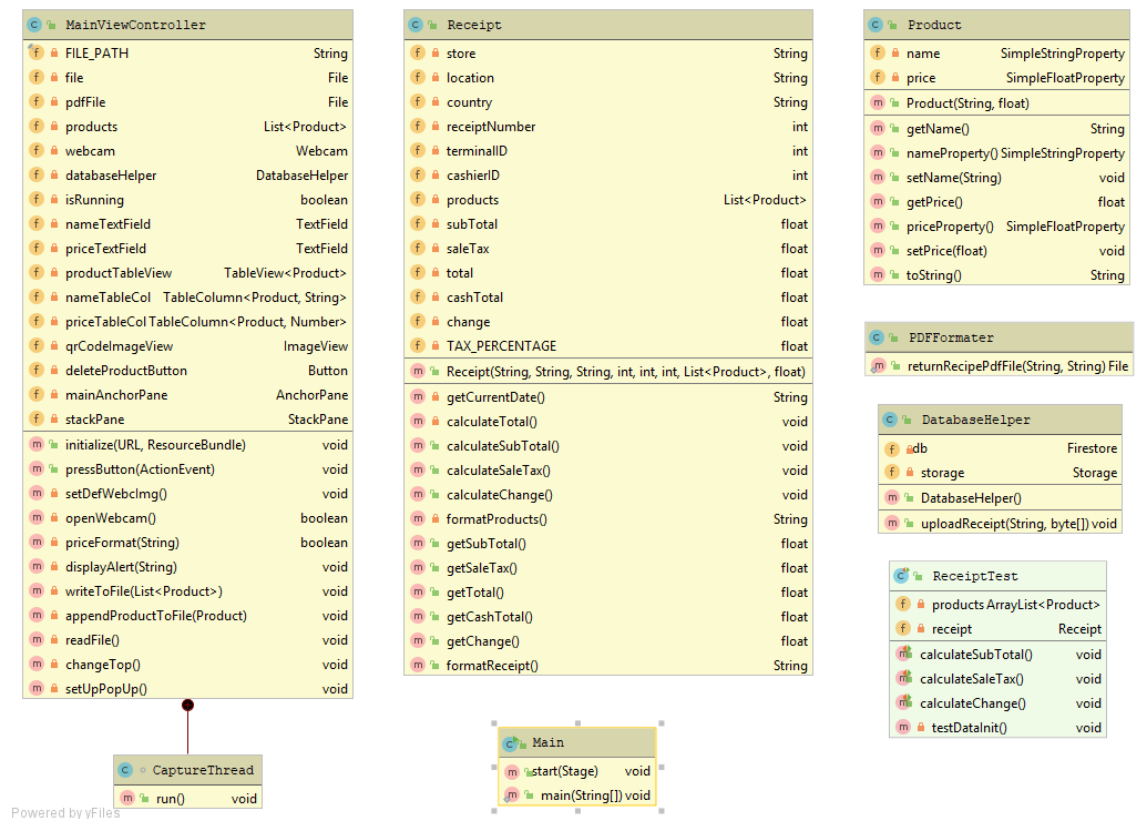 MainViewController
FILE_PATH String
file File
pdfFile File
products List<Product>
webcam Webcam
databaseHelper DatabaseHelper
isRunning boolean
nameTextField TextField
priceTextField TextField
productTableView TableView<Product>
nameTableCol TableColumn<Product, String>
priceTableCol TableColumn<Product, Number>
qrCodeImageView ImageView
deleteProductButton Button
mainAnchorPane AnchorPane
stackPane StackPane
initialize(URL, ResourceBundle) void
pressButton(ActionEvent) void
setDefWebcImg() void
openWebcam() boolean
priceFormat(String) boolean
displayAlert(String) void
writeToFile(List<Product>) void
appendProductToFile(Product) void
readFile() void
changeTop() void
setUpPopUp() void
CaptureThread
run() void
Receipt
store String
location String
country String
receiptNumber int
terminalID int
cashierID int
products List<Product>
subTotal float
saleTax float
total float
cashTotal float
change float
TAX_PERCENTAGE float
Receipt(String, String, String, int, int, int, List<Product>, float)
getCurrentDate() String
calculateTotal() void
calculateSubTotal() void
calculateSaleTax() void
calculateChange() void
formatProducts() String
getSubTotal() float
getSaleTax() float
getTotal() float
getCashTotal() float
getChange() float
formatReceipt() String
Main
start(Stage) void
main(String[]) void
Product
name SimpleStringProperty
price SimpleFloatProperty
Product(String, float)
getName() String
nameProperty() SimpleStringProperty
setName(String) void
getPrice() float
priceProperty() SimpleFloatProperty
setPrice(float) void
toString() String
PDFFormater
returnRecipePdfFile(String, String) File
DatabaseHelper
db Firestore
storage Storage
DatabaseHelper()
uploadReceipt(String, byte[]) void
ReceiptTest
products ArrayList<Product>
receipt Receipt
calculateSubTotal() void
calculateSaleTax() void
calculateChange() void
testDataInit() void
Powered by yFiles